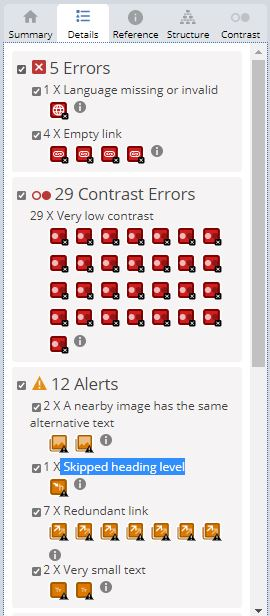 Summary Details Reference Structure Contrast
5 Errors
1 X Language missing or invalid
4 X Empty link
29 Contrast Errors
29 X Very low contrast
12 Alerts
2 X A nearby image has the same
alternative text
1 X Skipped heading level
7 X Redundant link
2 X Very small text